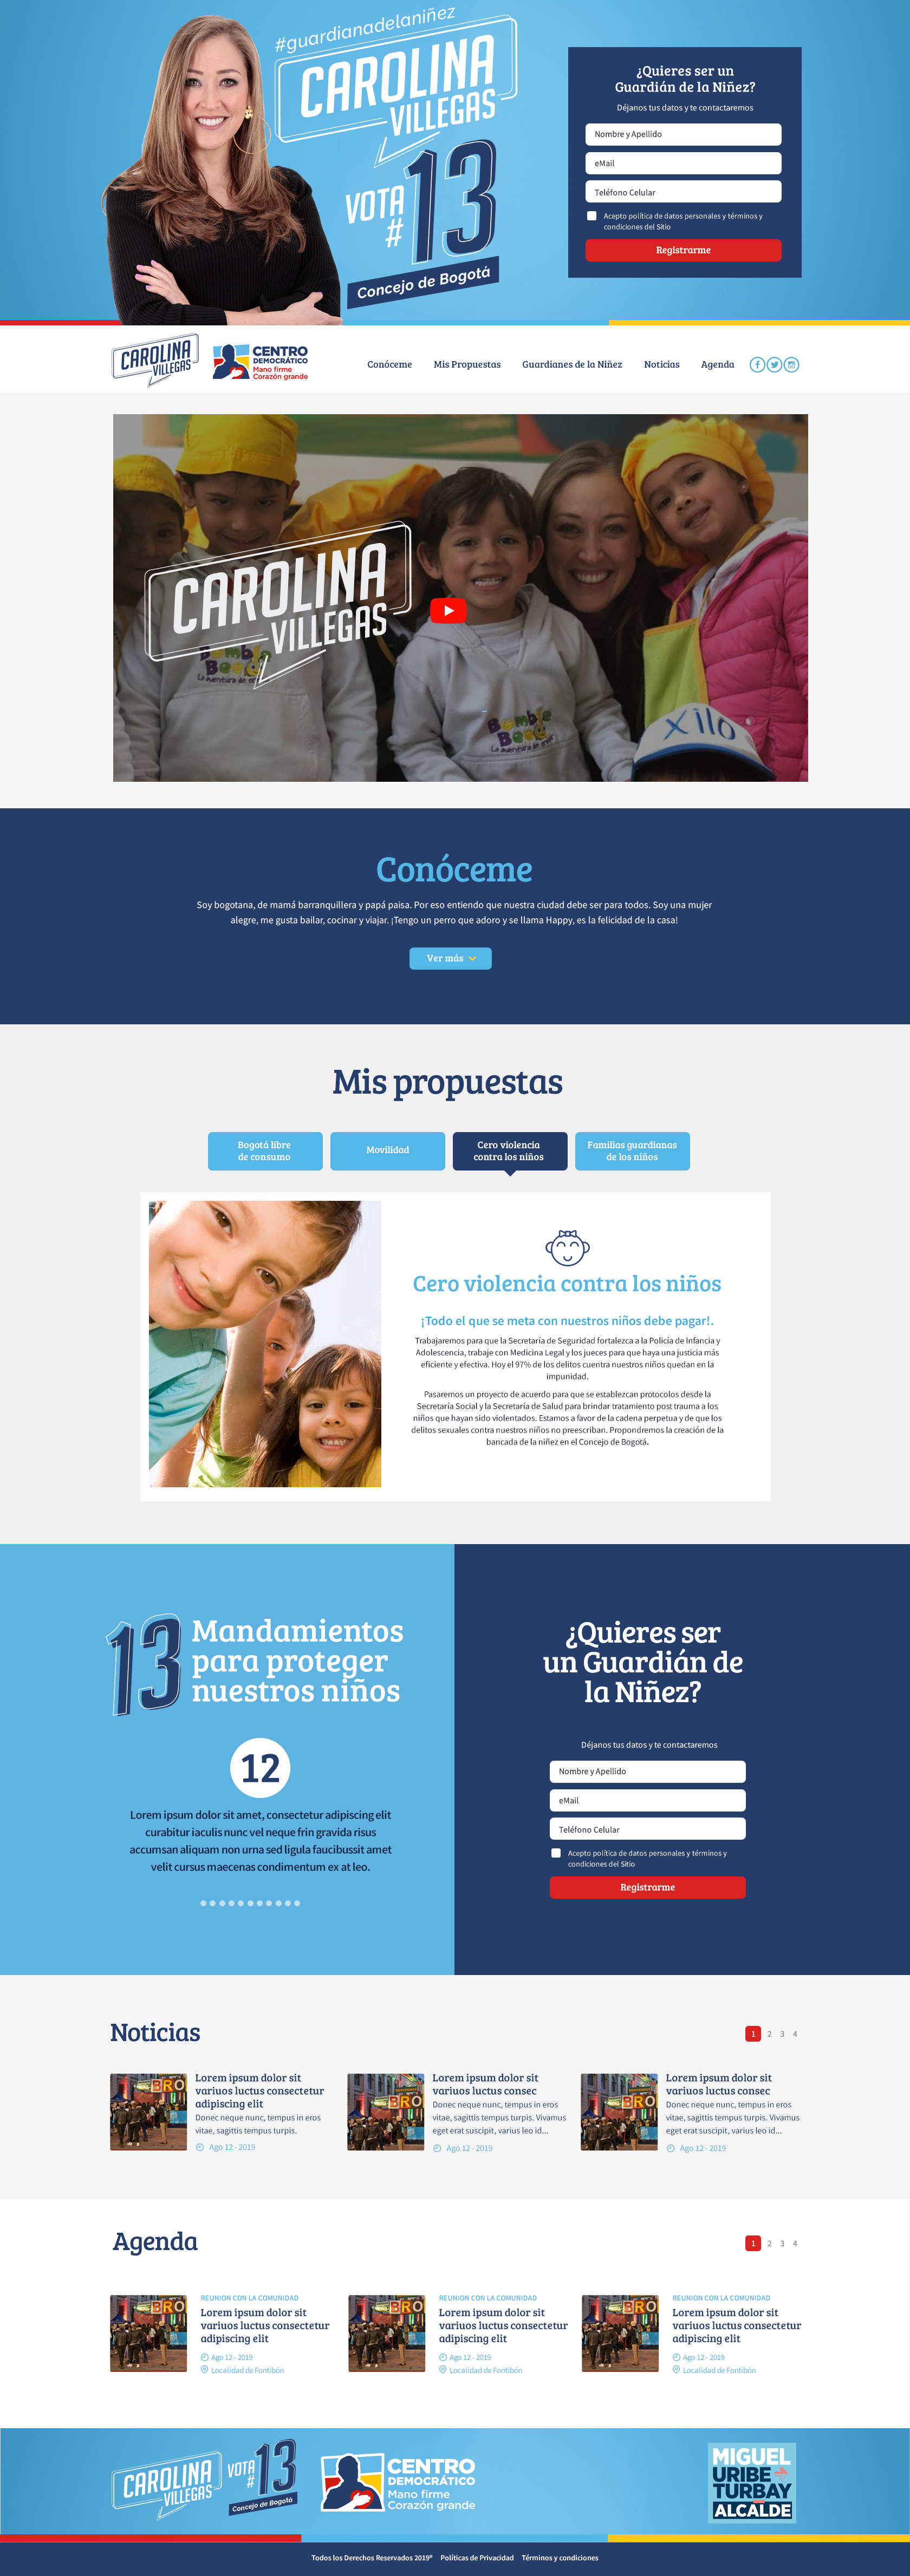 #guardianadelaniñez
CAROLINA
VILLEGAS
VOTA
# 13
Concejo de Bogotá
¿Quieres ser un
Guardián de la Niñez?
Déjanos tus datos y te contactaremos
Nombre y Apellido
eMail
Teléfono Celular
Acepto política de datos personales y términos y
condiciones del Sitio
Registrarme
CAROLINA
VILLEGAS
CENTRO
DEMOCRÁTICO
Mano firme
Corazón grande
Conóceme
Mis Propuestas
Guardianes de la Niñez
Noticias
Agenda
CAROLINA
VILLEGAS
Bumble
Bee
La aventura de
Bumble
Bee
La aventura de
Xilo
Conóceme
Soy bogotana, de mamá barranquillera y papá paisa. Por eso entiendo que nuestra ciudad debe ser para todos. Soy una mujer
alegre, me gusta bailar, cocinar y viajar. ¡Tengo un perro que adoro y se llama Happy, es la felicidad de la casa!
Ver más
Mis propuestas
Bogotá libre
de consumo
Movilidad
Cero violencia
contra los niños
Familias guardianas
de los niños
Cero violencia contra los niños
¡Todo el que se meta con nuestros niños debe pagar!.
Trabajaremos para que la Secretaría de Seguridad fortalezca a la Policía de Infancia y
Adolescencia, trabaje con Medicina Legal y los jueces para que haya una justicia más
eficiente y efectiva. Hoy el 97% de los delitos cuentra nuestros niños quedan en la
impunidad.
Pasaremos un proyecto de acuerdo para que se establezcan protocolos desde la
Secretaría Social y la Secretaría de Salud para brindar tratamiento post trauma a los
niños que hayan sido violentados. Estamos a favor de la cadena perpetua y de que los
delitos sexuales contra nuestros niños no preescriban. Propondremos la creación de la
bancada de la niñez en el Concejo de Bogotá.
13 Mandamientos
para proteger
nuestros niños
12
Lorem ipsum dolor sit amet, consectetur adipiscing elit
curabitur iaculis nunc vel neque frin gravida risus
accumsan aliquam non urna sed ligula faucibussit amet
velit cursus maecenas condimentum ex at leo.
¿Quieres ser
un Guardián de
la Niñez?
Déjanos tus datos y te contactaremos
Nombre y Apellido
eMail
Teléfono Celular
Acepto política de datos personales y términos y
condiciones del Sitio
Registrarme
Noticias
1 2 3 4
BRO
Lorem ipsum dolor sit
variuos luctus consectetur
adipiscing elit
Donec neque nunc, tempus in eros
vitae, sagittis tempus turpis.
Ago 12 - 2019
BRO
Lorem ipsum dolor sit
variuos luctus consec
Donec neque nunc, tempus in eros
vitae, sagittis tempus turpis. Vivamus
eget erat suscipit, varius leo id...
Ago 12 - 2019
BRO
Lorem ipsum dolor sit
variuos luctus consec
Donec neque nunc, tempus in eros
vitae, sagittis tempus turpis. Vivamus
eget erat suscipit, varius leo id...
Ago 12 - 2019
Agenda
1 2 3 4
BRO
REUNION CON LA COMUNIDAD
Lorem ipsum dolor sit
variuos luctus consectetur
adipiscing elit
Ago 12 - 2019
Localidad de Fontibón
BRO
REUNION CON LA COMUNIDAD
Lorem ipsum dolor sit
variuos luctus consectetur
adipiscing elit
Ago 12 - 2019
Localidad de Fontibón
BRO
REUNION CON LA COMUNIDAD
Lorem ipsum dolor sit
variuos luctus consectetur
adipiscing elit
Ago 12 - 2019
Localidad de Fontibón
CAROLINA
VILLEGAS
VOTA
# 13
Concejo de Bogotá
CENTRO
DEMOCRÁTICO
Mano firme
Corazón grande
MIGUEL
URIBE
TURBAY
ALCALDE
Todos los Derechos Reservados 2019® Políticas de Privacidad Términos y condiciones